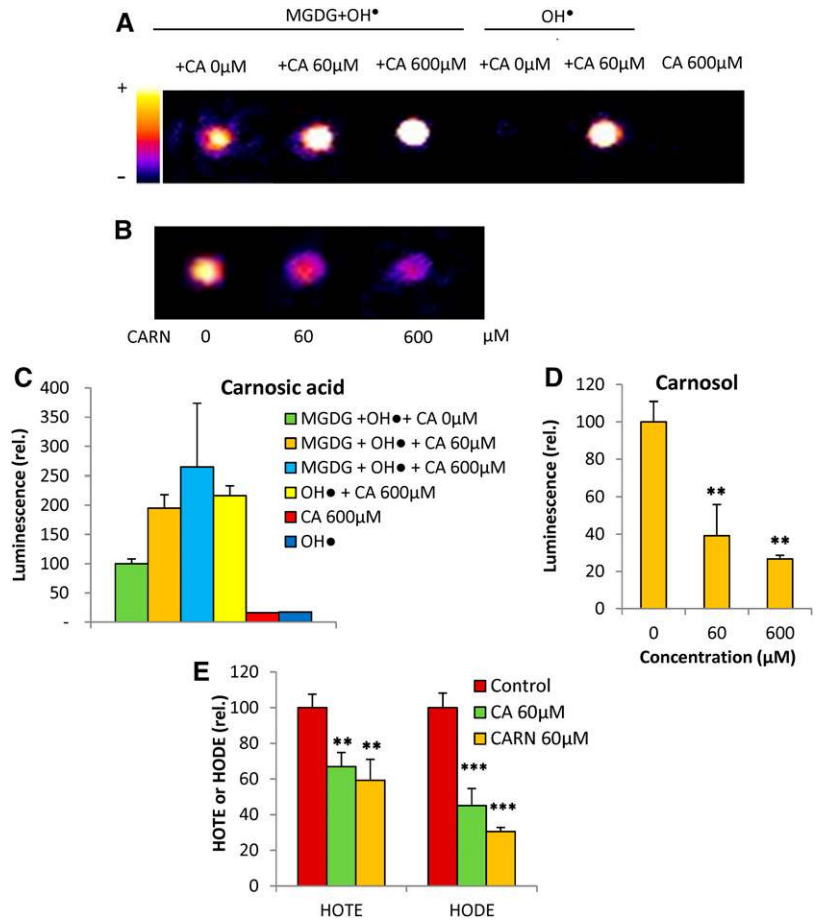 A
MGDG+OH●
OH●
+CA 0µM
+CA 60µM
+CA 600µM
+CA 0µM
+CA 60µM
CA 600µM
+
–
B
CARN 0 60 600 µM
C
Carnosic acid
Luminescence (rel.)
400
350
300
250
200
150
100
50
-
MGDG +OH●+ CA 0µM
MGDG + OH● + CA 60µM
MGDG + OH● + CA 600µM
OH● + CA 600µM
CA 600µM
OH●
D
Carnosol
Luminescence (rel.)
120
100
80
60
40
20
0
**
**
0 60 600
Concentration (µM)
E
HOTE or HODE (rel.)
120
100
80
60
40
20
0
Control
CA 60µM
CARN 60µM
** **
***
***
HOTE HODE